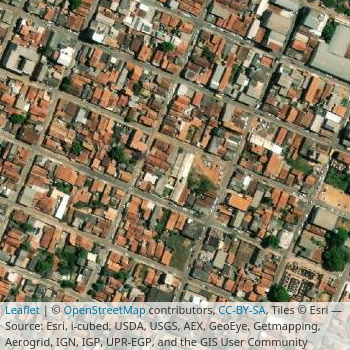 Leaflet | © OpenStreetMap contributors, CC-BY-SA, Tiles © Esri —
Source: Esri, i-cubed, USDA, USGS, AEX, GeoEye, Getmapping,
Aerogrid, IGN, IGP, UPR-EGP, and the GIS User Community